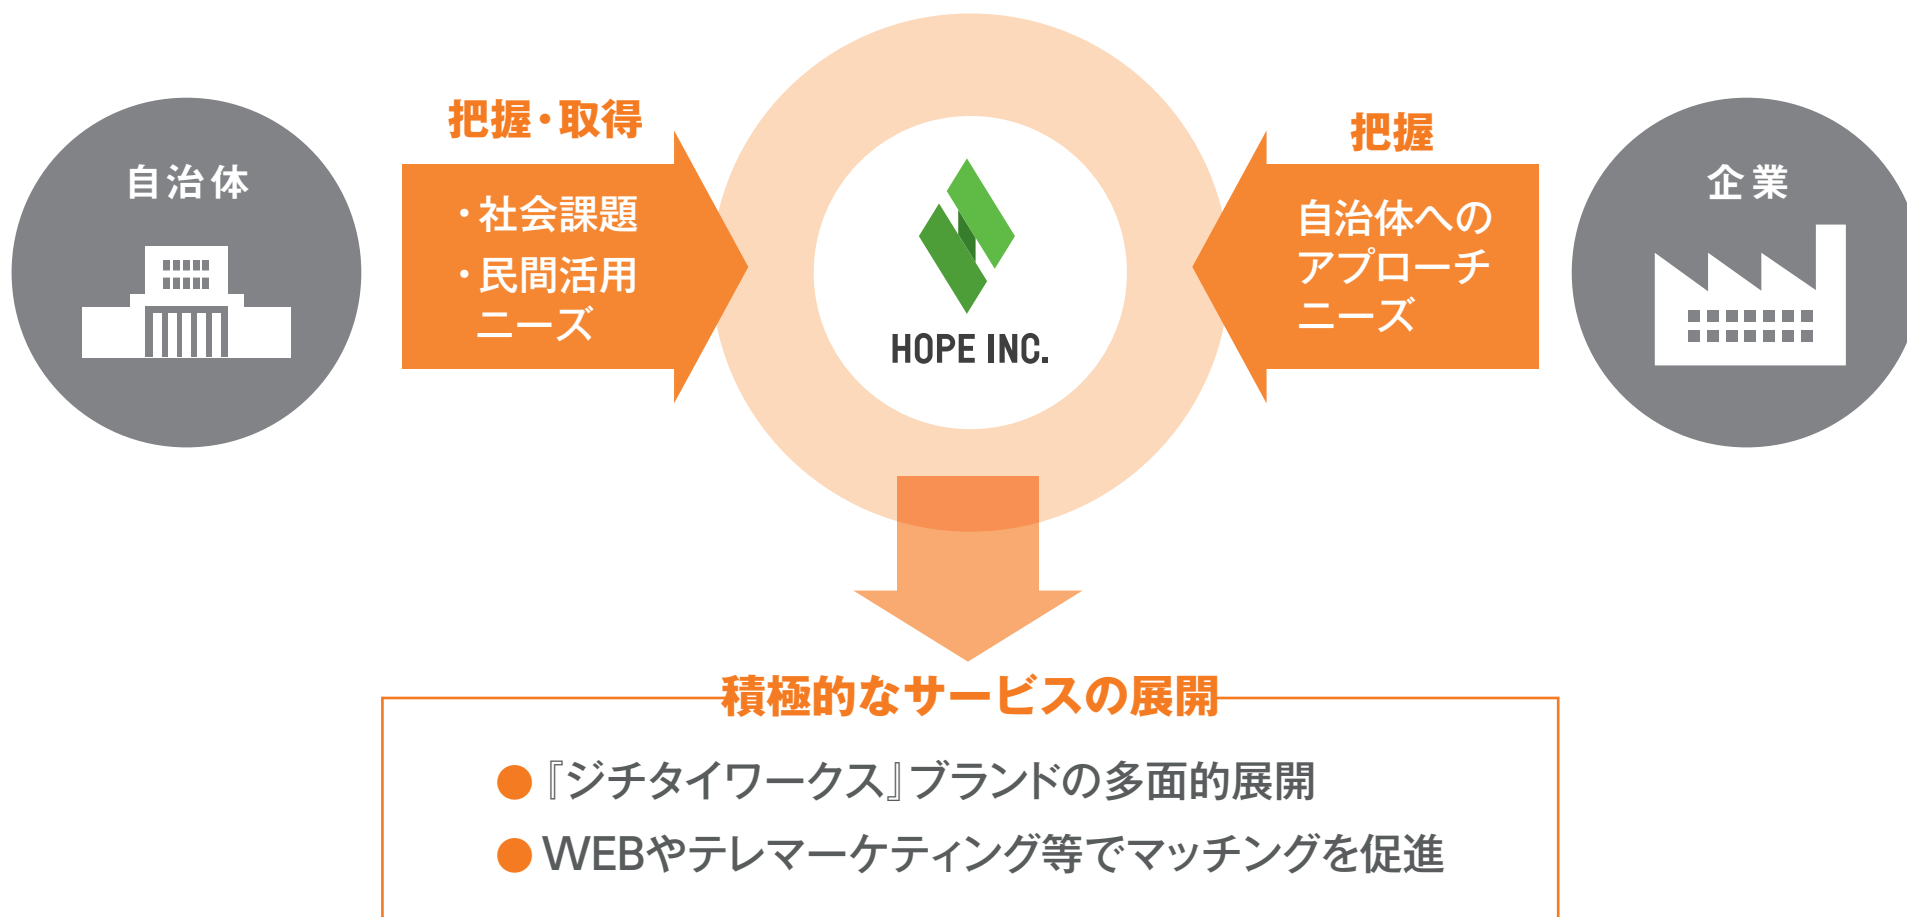 自治体
把握・取得
・社会課題
・民間活用
ニーズ
HOPE INC.
把握
自治体への
アプローチ
ニーズ
企業
積極的なサービスの展開
●『ジチタイワークス』ブランドの多面的展開
●WEBやテレマーケティング等でマッチングを促進